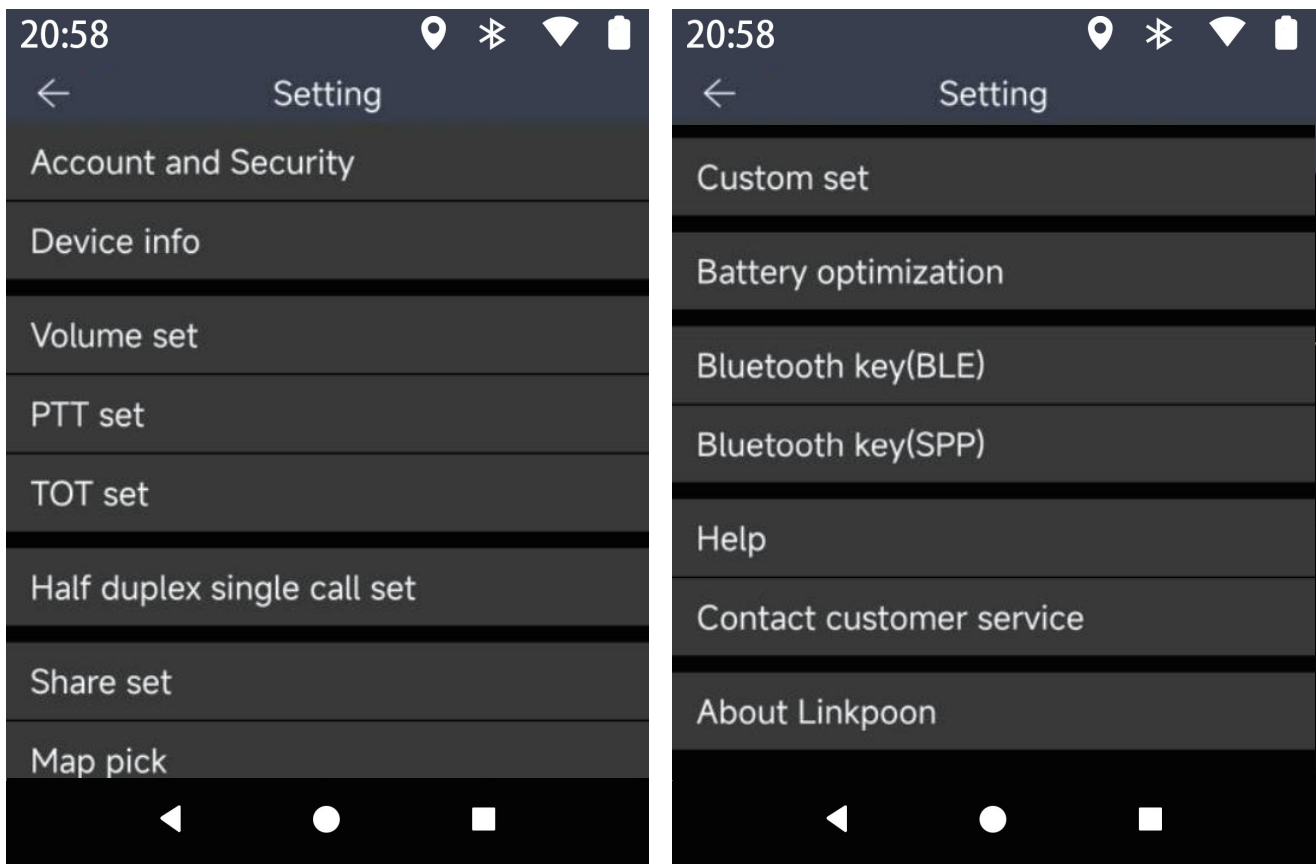 20:58
Setting
Account and Security
Device info
Volume set
PTT set
TOT set
Half duplex single call set
Share set
Map pick
20:58
Setting
Custom set
Battery optimization
Bluetooth key(BLE)
Bluetooth key(SPP)
Help
Contact customer service
About Linkpoon